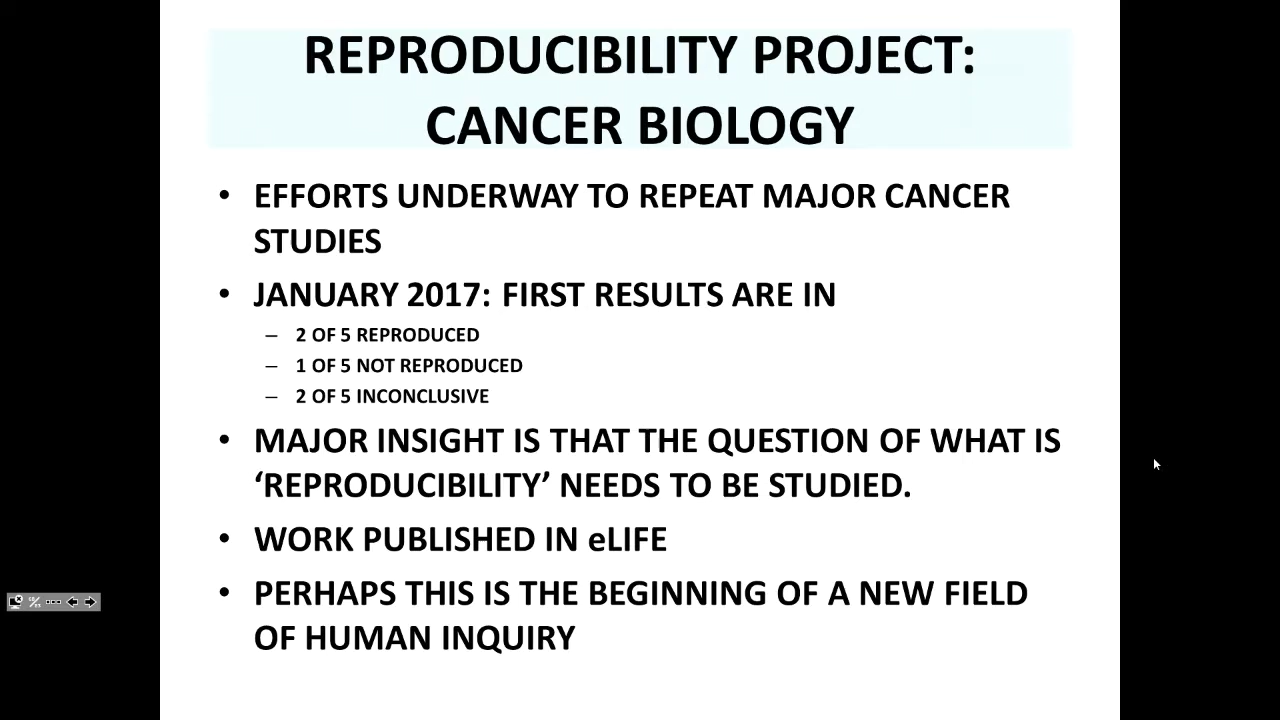 REPRODUCIBILITY PROJECT:
CANCER BIOLOGY
• EFFORTS UNDERWAY TO REPEAT MAJOR CANCER
STUDIES
• JANUARY 2017: FIRST RESULTS ARE IN
– 2 OF 5 REPRODUCED
– 1 OF 5 NOT REPRODUCED
– 2 OF 5 INCONCLUSIVE
• MAJOR INSIGHT IS THAT THE QUESTION OF WHAT IS
‘REPRODUCIBILITY’ NEEDS TO BE STUDIED.
• WORK PUBLISHED IN eLIFE
• PERHAPS THIS IS THE BEGINNING OF A NEW FIELD
OF HUMAN INQUIRY